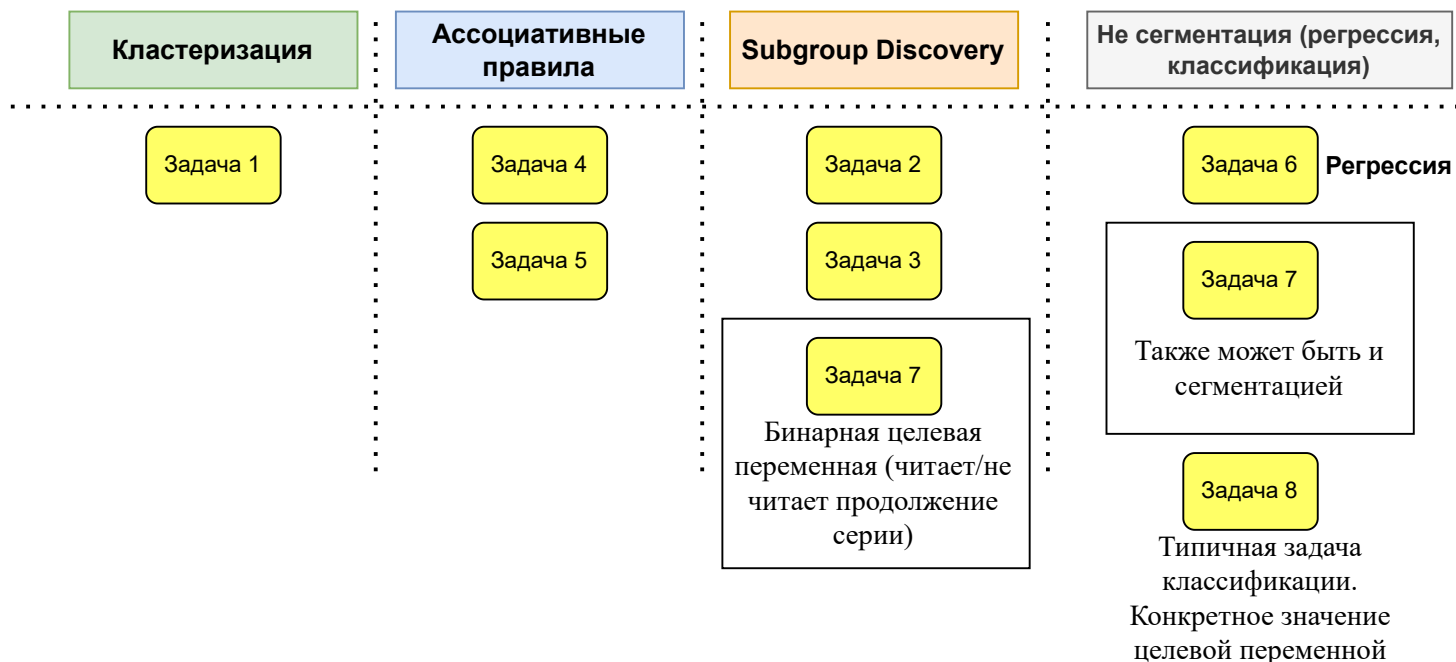 Кластеризация
Ассоциативные
правила
Subgroup Discovery
Не сегментация (регрессия,
классификация)
Задача 1
Задача 4
Задача 2
Задача 6
Регрессия
Задача 5
Задача 3
Задача 7
Также может быть и
сегментацией
Задача 7
Бинарная целевая
переменная (читает/не
читает продолжение
серии)
Задача 8
Типичная задача
классификации.
Конкретное значение
целевой переменной